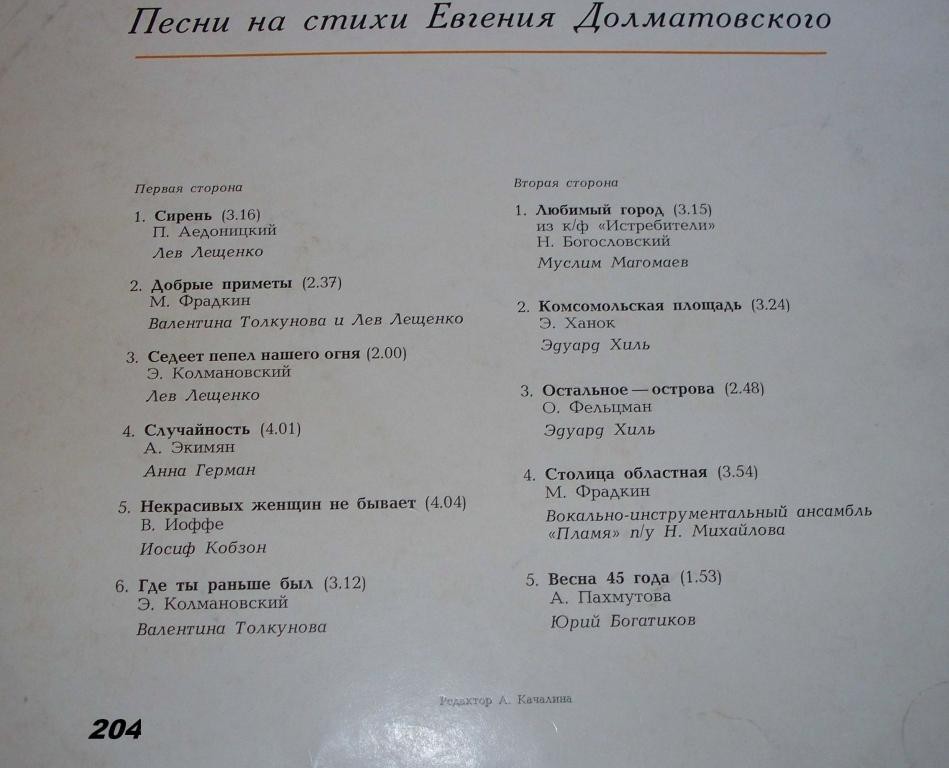 Песни на стихи Евгения Долматовского
Первая сторона
1. Сирень (3.16)
П. Аедоницкий
Лев Лещенко
2. Добрые приметы (2.37)
М. Фрадкин
Валентина Толкунова и Лев Лещенко
3. Седеет пепел нашего огня (2.00)
Э. Колмановский
Лев Лещенко
4. Случайность (4.01)
А. Экимян
Анна Герман
5. Некрасивых женщин не бывает (4.04)
В. Иоффе
Иосиф Кобзон
6. Где ты раньше был (3.12)
Э. Колмановский
Валентина Толкунова
Вторая сторона
1. Любимый город (3.15)
из к/ф «Истребители»
Н. Богословский
Муслим Магомаев
2. Комсомольская площадь (3.24)
Э. Ханок
Эдуард Хиль
3. Остальное — острова (2.48)
О. Фельцман
Эдуард Хиль
4. Столица областная (3.54)
М. Фрадкин
Вокально-инструментальный ансамбль
«Пламя» п/у Н. Михайлова
5. Весна 45 года (1.53)
А. Пахмутова
Юрий Богатиков
Редактор А. Качалина
204